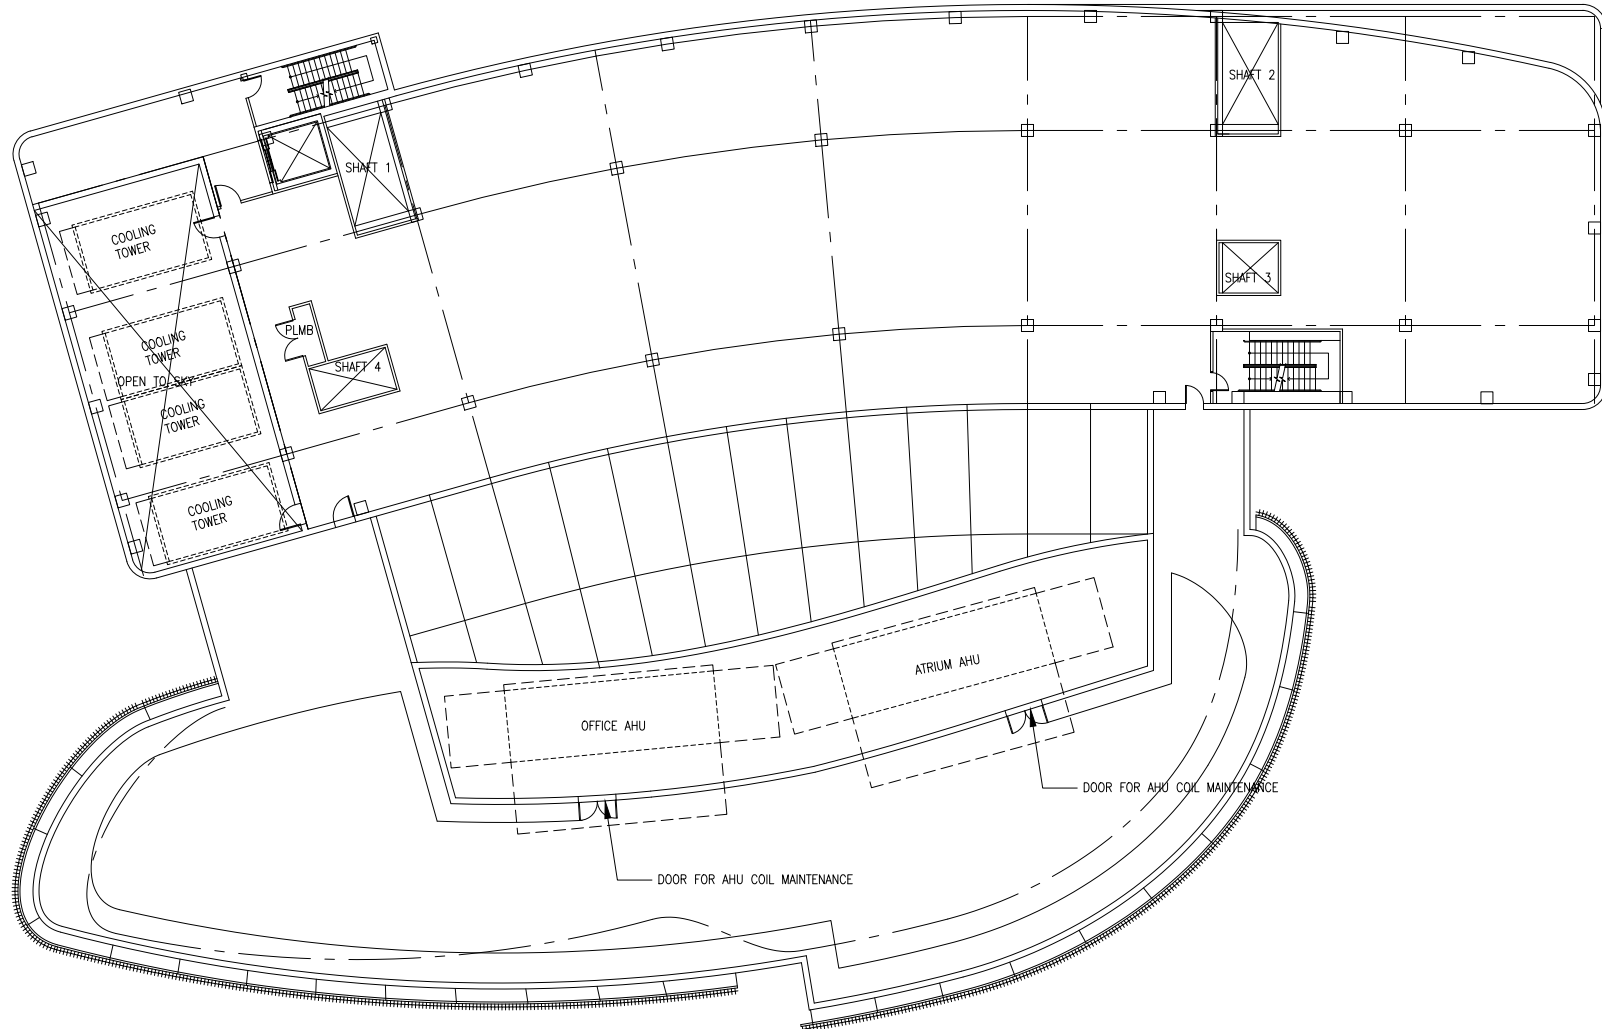 SHAFT 2
SHAFT 1
COOLING
TOWER
SHAFT 3
PLMB
COOLING
TOWER
SHAFT 4
OPEN TO SKY
COOLING
TOWER
COOLING
TOWER
ATRIUM AHU
OFFICE AHU
DOOR FOR AHU COIL MAINTENANCE
DOOR FOR AHU COIL MAINTENANCE